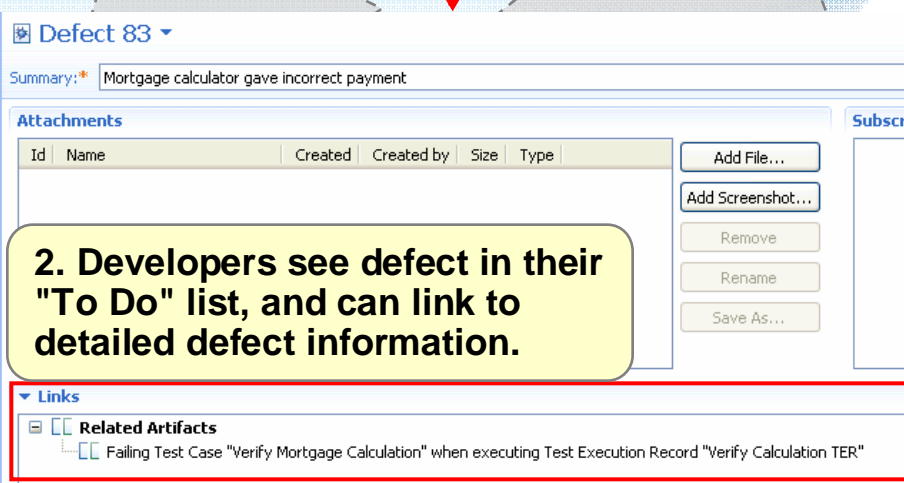 Defect 83
Summary:* Mortgage calculator gave incorrect payment
Attachments
Subscr
Id Name Created Created by Size Type
Add File...
Add Screenshot...
Remove
Rename
Save As...
2. Developers see defect in their
"To Do" list, and can link to
detailed defect information.
Links
Related Artifacts
Failing Test Case "Verify Mortgage Calculation" when executing Test Execution Record "Verify Calculation TER"